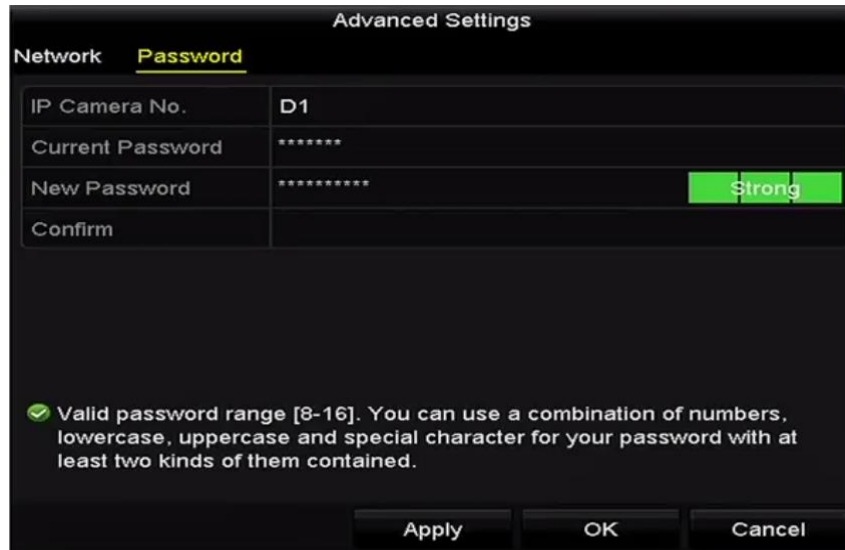 Advanced Settings
Network Password
IP Camera No. D1
Current Password *******
New Password ********** Strong
Confirm
Valid password range [8-16]. You can use a combination of numbers,
lowercase, uppercase and special character for your password with at
least two kinds of them contained.
Apply OK Cancel